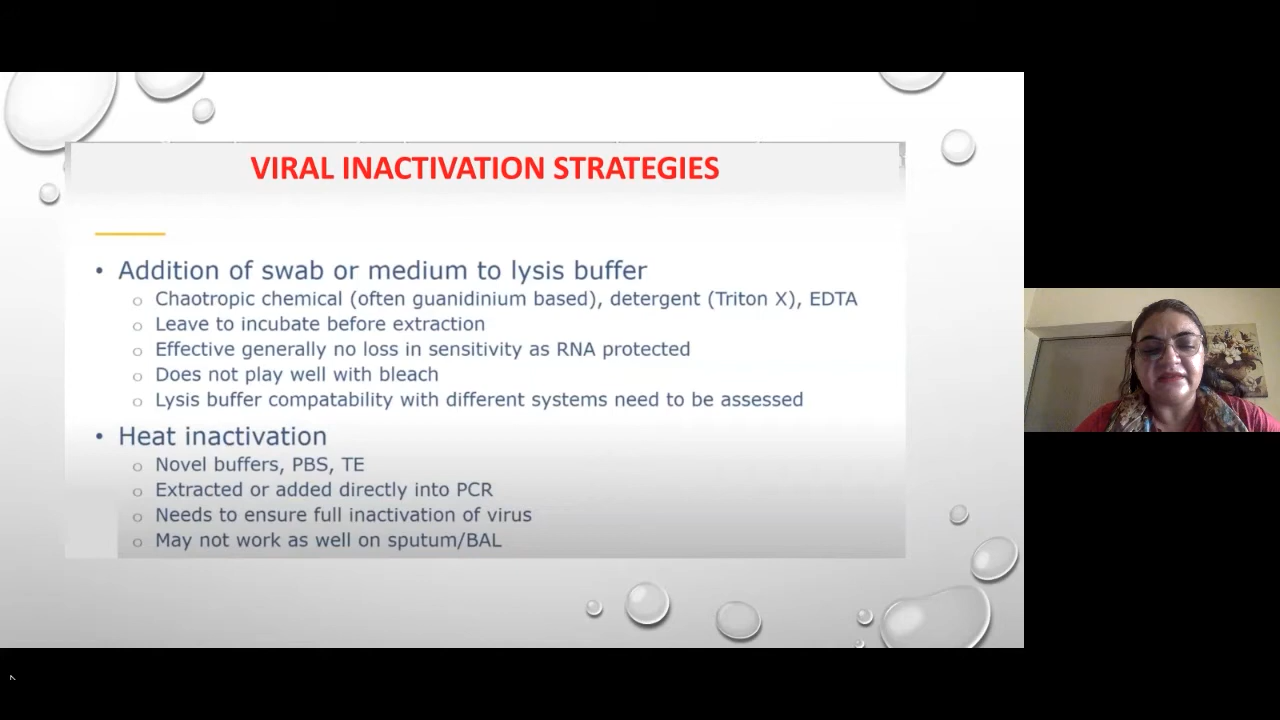 VIRAL INACTIVATION STRATEGIES
• Addition of swab or medium to lysis buffer
o Chaotropic chemical (often guanidinium based), detergent (Triton X), EDTA
o Leave to incubate before extraction
o Effective generally no loss in sensitivity as RNA protected
o Does not play well with bleach
o Lysis buffer compatability with different systems need to be assessed
• Heat inactivation
o Novel buffers, PBS, TE
o Extracted or added directly into PCR
o Needs to ensure full inactivation of virus
o May not work as well on sputum/BAL